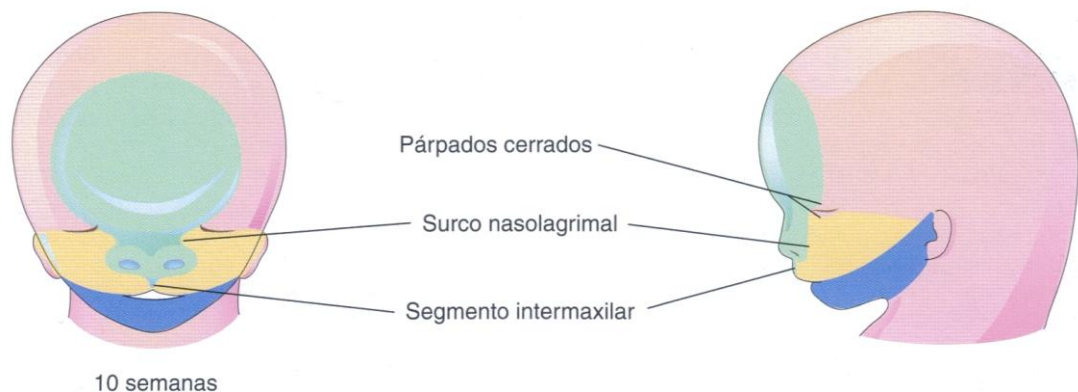 Párpados cerrados
Surco nasolagrimal
Segmento intermaxilar
10 semanas